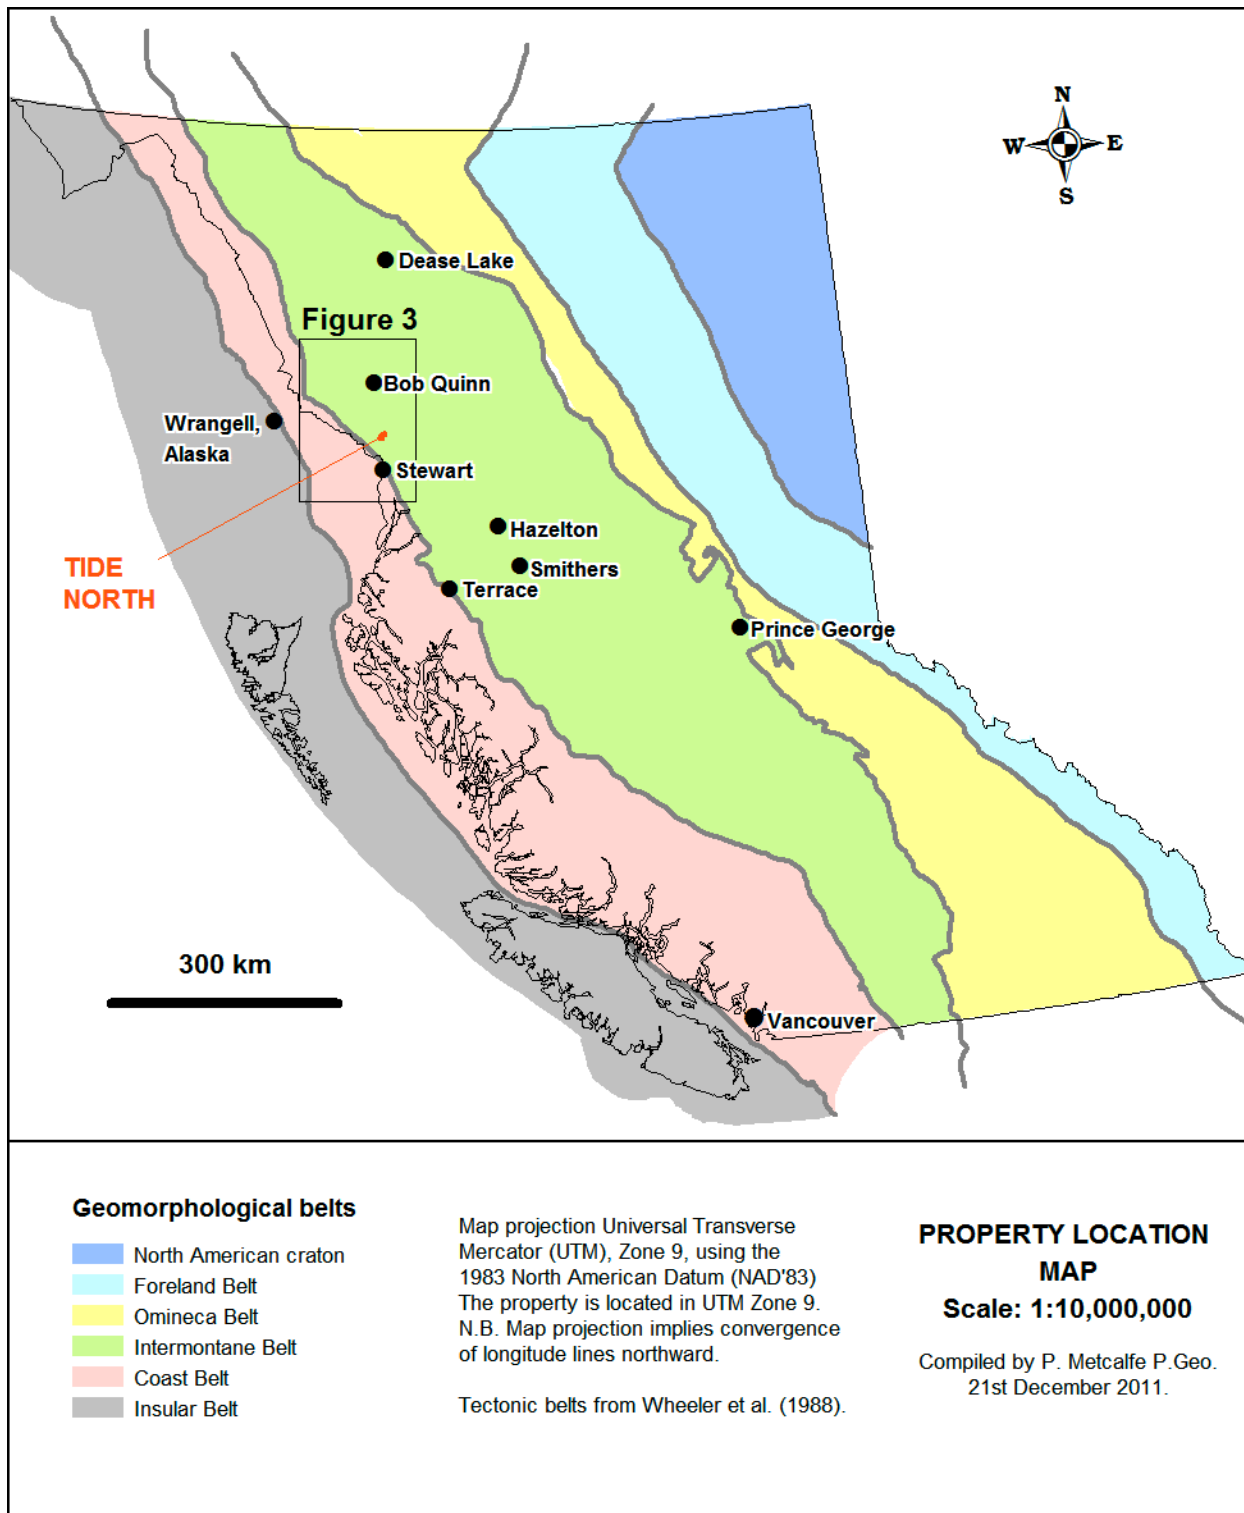 N
W E
S
Dease Lake
Figure 3
Bob Quinn
Wrangell,
Alaska
Stewart
Hazelton
Smithers
TIDE
NORTH
Terrace
Prince George
300 km
Vancouver
Geomorphological belts
North American craton
Foreland Belt
Omineca Belt
Intermontane Belt
Coast Belt
Insular Belt
Map projection Universal Transverse
Mercator (UTM), Zone 9, using the
1983 North American Datum (NAD'83)
The property is located in UTM Zone 9.
N.B. Map projection implies convergence
of longitude lines northward.
Tectonic belts from Wheeler et al. (1988).
PROPERTY LOCATION
MAP
Scale: 1:10,000,000
Compiled by P. Metcalfe P.Geo.
21st December 2011.